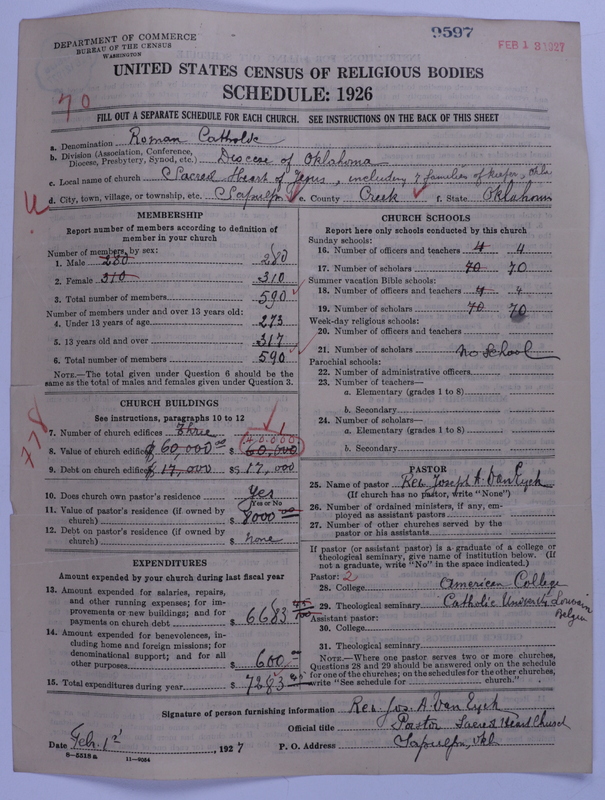 DEPARTMENT OF COMMERCE
BUREAU OF THE CENSUS
WASHINGTON
9597
FEB 13 1927
UNITED STATES CENSUS OF RELIGIOUS BODIES
SCHEDULE: 1926
70
FILL OUT A SEPARATE SCHEDULE FOR EACH CHURCH. SEE INSTRUCTIONS ON THE BACK OF THIS SHEET
a. Denomination Roman Catholic
b. Division (Association, Conference, Diocese, Presbytery, Synod, etc.) Diocese of Oklahoma
c. Local name of church Sacred Heart of Jesus, including 7 families of Kiefer, Okla
d. City, town, village, or township, etc. Sapulpa e. County Creek f. State Oklahoma
MEMBERSHIP
Report number of members according to definition of member in your church
Number of members, by sex:
1. Male 280 280
2. Female 310 310
3. Total number of members 590
Number of members under and over 13 years old:
4. Under 13 years of age 273
5. 13 years old and over 317
6. Total number of members 590
NOTE.—The total given under Question 6 should be the same as the total of males and females given under Question 3.
CHURCH BUILDINGS
See instructions, paragraphs 10 to 12
778
7. Number of church edifices Three 1
8. Value of church edifices $ 60,000 00 40,000 60,000
9. Debt on church edifices $ 17,000 $ 17,000
10. Does church own pastor's residence Yes
(Yes or No)
11. Value of pastor's residence (if owned by church) $ 8000 00
12. Debt on pastor's residence (if owned by church) $ none
EXPENDITURES
Amount expended by your church during last fiscal year
13. Amount expended for salaries, repairs, and other running expenses; for improvements or new buildings; and for payments on church debt $ 6683
14. Amount expended for benevolences, including home and foreign missions; for denominational support; and for all other purposes $ 600
15. Total expenditures during year $ 7283
CHURCH SCHOOLS
Report here only schools conducted by this church
Sunday schools:
16. Number of officers and teachers 4 4
17. Number of scholars 70 70
Summer vacation Bible schools:
18. Number of officers and teachers 4 4
19. Number of scholars 70 70
Week-day religious schools:
20. Number of officers and teachers
21. Number of scholars no school
Parochial schools:
22. Number of administrative officers
23. Number of teachers—
a. Elementary (grades 1 to 8)
b. Secondary
24. Number of scholars—
a. Elementary (grades 1 to 8)
b. Secondary
PASTOR
25. Name of pastor Rev. Joseph A. Van Eyck
(If church has no pastor, write "None")
26. Number of ordained ministers, if any, employed as assistant pastors
27. Number of other churches served by the pastor or his assistants
If pastor (or assistant pastor) is a graduate of a college or theological seminary, give name of institution below. (If not a graduate, write "No" in the space indicated.)
Pastor: 2
28. College American College
29. Theological seminary Catholic University Louvain Belgium
Assistant pastor:
30. College
31. Theological seminary
NOTE.—Where one pastor serves two or more churches, Questions 28 and 29 should be answered only on the schedule for one of the churches; on the schedules for the other churches, write "See schedule for church."
Signature of person furnishing information Rev. Jos. A. Van Eyck
Official title Pastor Sacred Heart Church
Date Feb. 1st, 1927 P. O. Address Sapulpa, Okl
8—5518a 11—9084